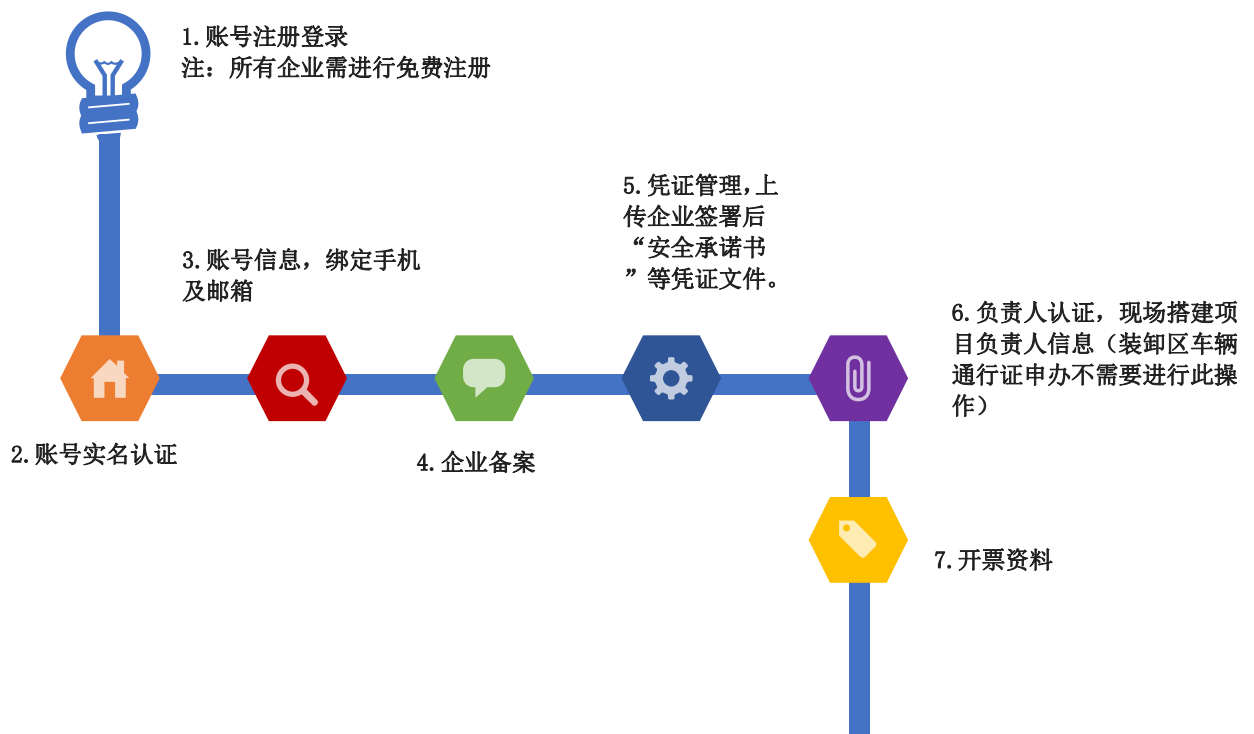 1.账号注册登录
注：所有企业需进行免费注册
2.账号实名认证
3.账号信息，绑定手机
及邮箱
4.企业备案
5.凭证管理，上
传企业签署后
“安全承诺书
”等凭证文件。
6.负责人认证，现场搭建项
目负责人信息（装卸区车辆
通行证申办不需要进行此操
作）
7.开票资料